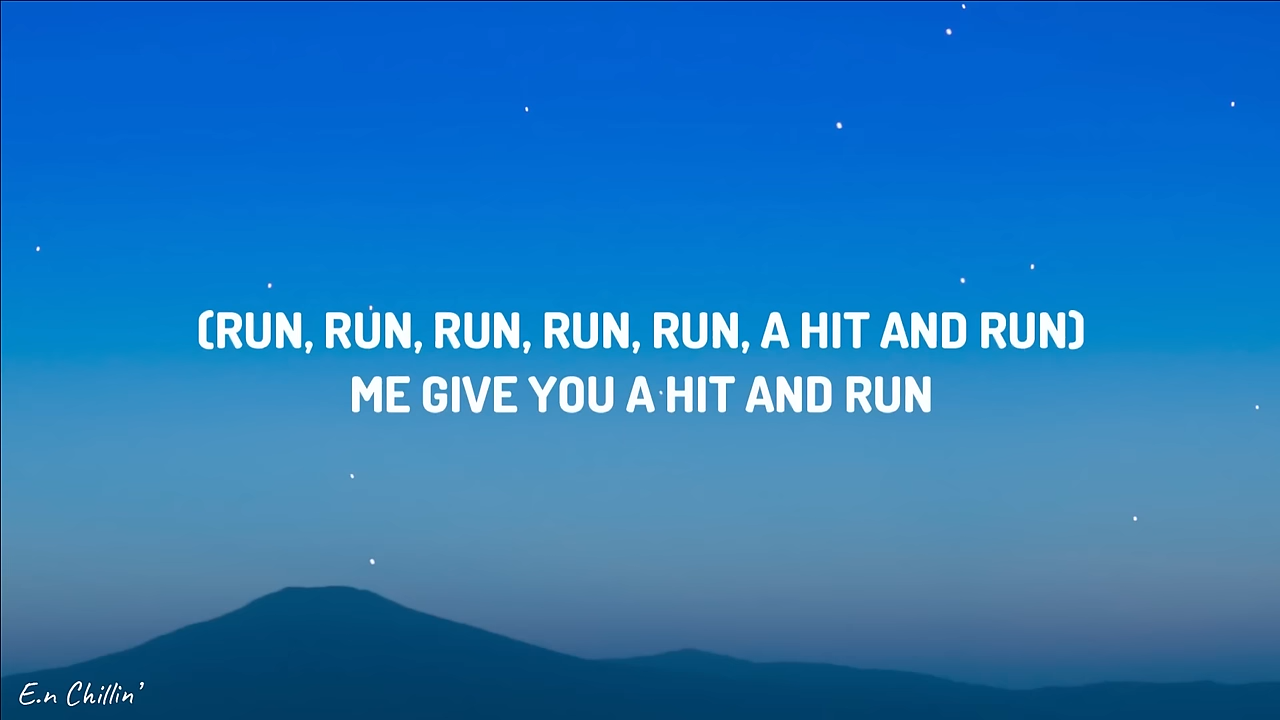 (RUN, RUN, RUN, RUN, RUN, A HIT AND RUN)
ME GIVE YOU A HIT AND RUN
E.n Chillin'